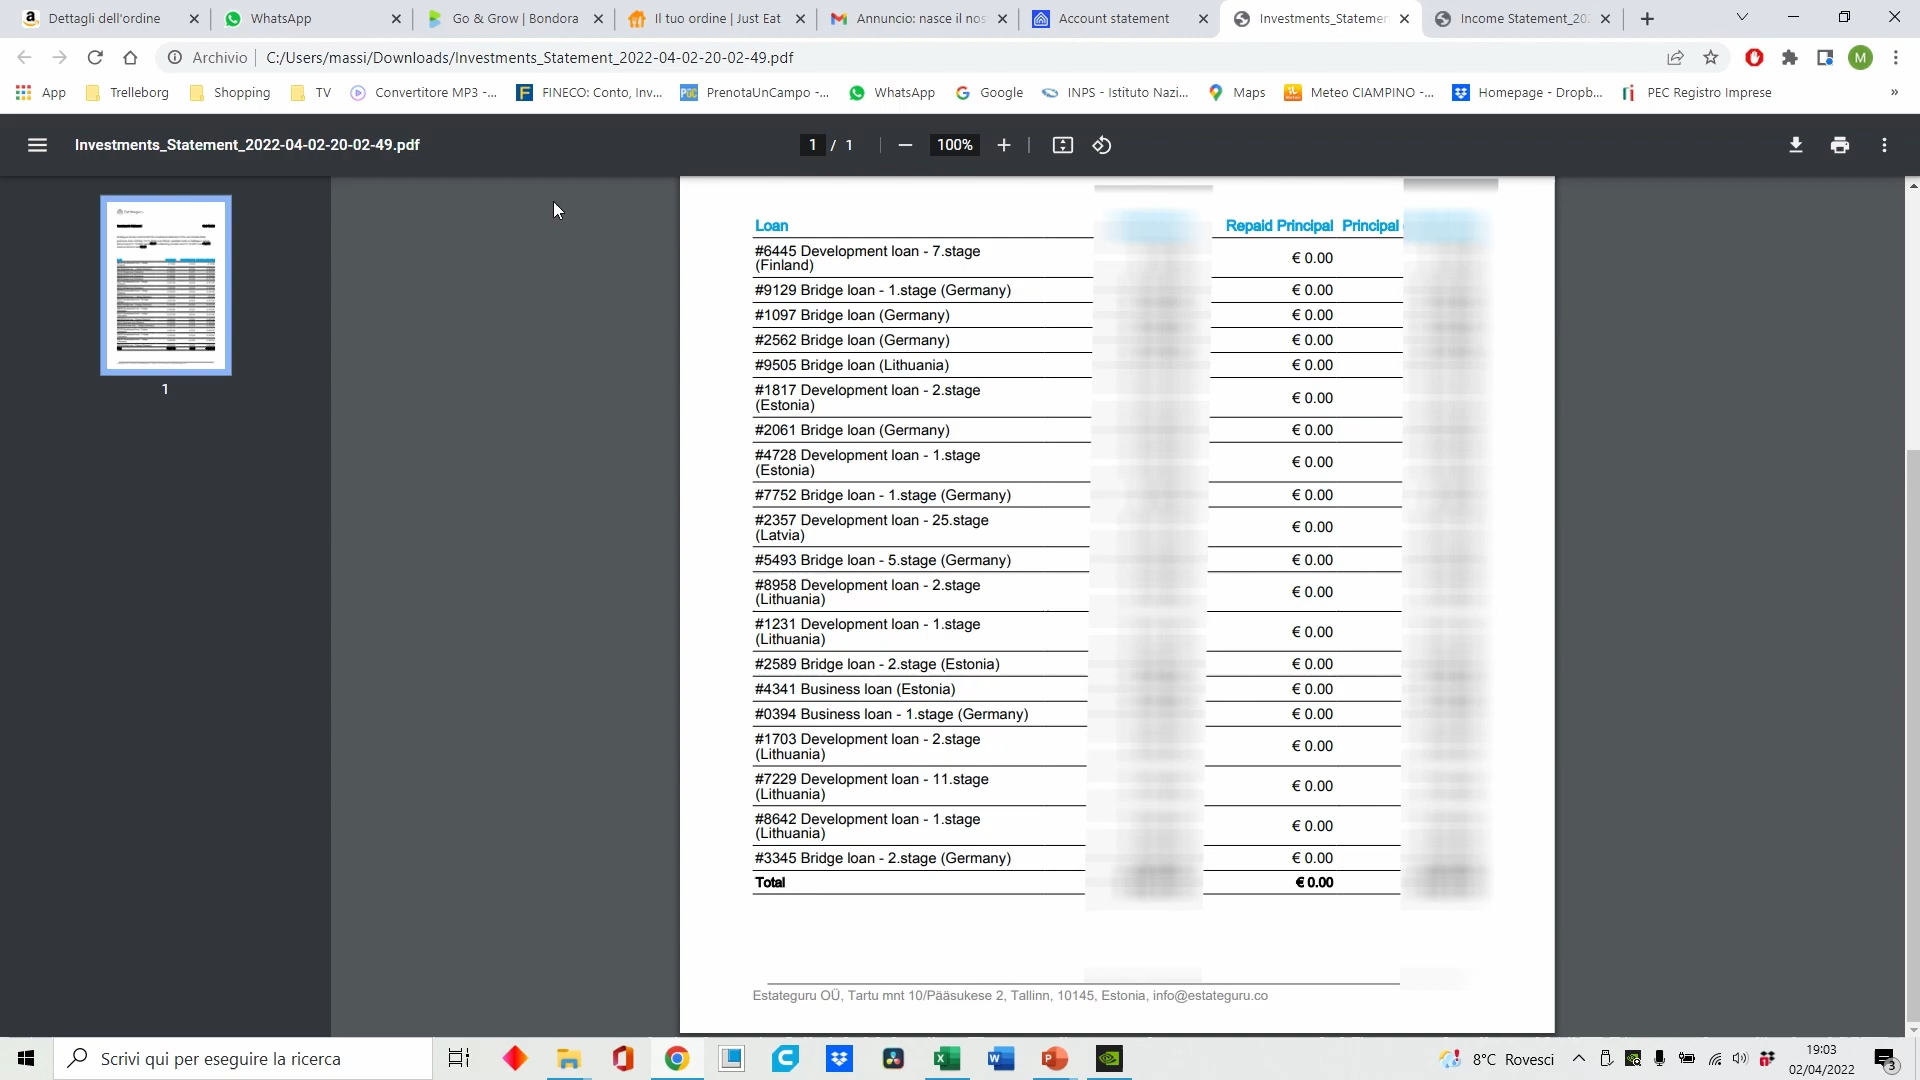 Dettagli dell'ordine
WhatsApp
Go & Grow | Bondora
Il tuo ordine | Just Eat
Annuncio: nasce il nos
Account statement
Investments_Statemen
Income Statement_202
Archivio
C:/Users/massi/Downloads/Investments_Statement_2022-04-02-20-02-49.pdf
M
App
Trelleborg
Shopping
TV
Convertitore MP3 -...
FINECO: Conto, Inv...
PrenotaUnCampo -...
WhatsApp
Google
INPS - Istituto Nazi...
Maps
Meteo CIAMPINO -...
Homepage - Dropb...
PEC Registro Imprese
»
Investments_Statement_2022-04-02-20-02-49.pdf
1 / 1
100%
1
Loan Repaid Principal Principal
#6445 Development loan - 7.stage
(Finland) € 0.00
#9129 Bridge loan - 1.stage (Germany) € 0.00
#1097 Bridge loan (Germany) € 0.00
#2562 Bridge loan (Germany) € 0.00
#9505 Bridge loan (Lithuania) € 0.00
#1817 Development loan - 2.stage
(Estonia) € 0.00
#2061 Bridge loan (Germany) € 0.00
#4728 Development loan - 1.stage
(Estonia) € 0.00
#7752 Bridge loan - 1.stage (Germany) € 0.00
#2357 Development loan - 25.stage
(Latvia) € 0.00
#5493 Bridge loan - 5.stage (Germany) € 0.00
#8958 Development loan - 2.stage
(Lithuania) € 0.00
#1231 Development loan - 1.stage
(Lithuania) € 0.00
#2589 Bridge loan - 2.stage (Estonia) € 0.00
#4341 Business loan (Estonia) € 0.00
#0394 Business loan - 1.stage (Germany) € 0.00
#1703 Development loan - 2.stage
(Lithuania) € 0.00
#7229 Development loan - 11.stage
(Lithuania) € 0.00
#8642 Development loan - 1.stage
(Lithuania) € 0.00
#3345 Bridge loan - 2.stage (Germany) € 0.00
Total € 0.00
Estateguru OÜ, Tartu mnt 10/Pääsukese 2, Tallinn, 10145, Estonia, info@estateguru.co
Scrivi qui per eseguire la ricerca
8°C Rovesci
19:03
02/04/2022
3